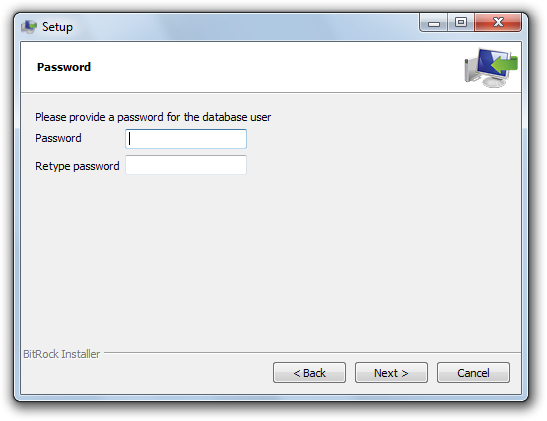 Setup
Password
Please provide a password for the database user
Password
Retype password
BitRock Installer
< Back
Next >
Cancel